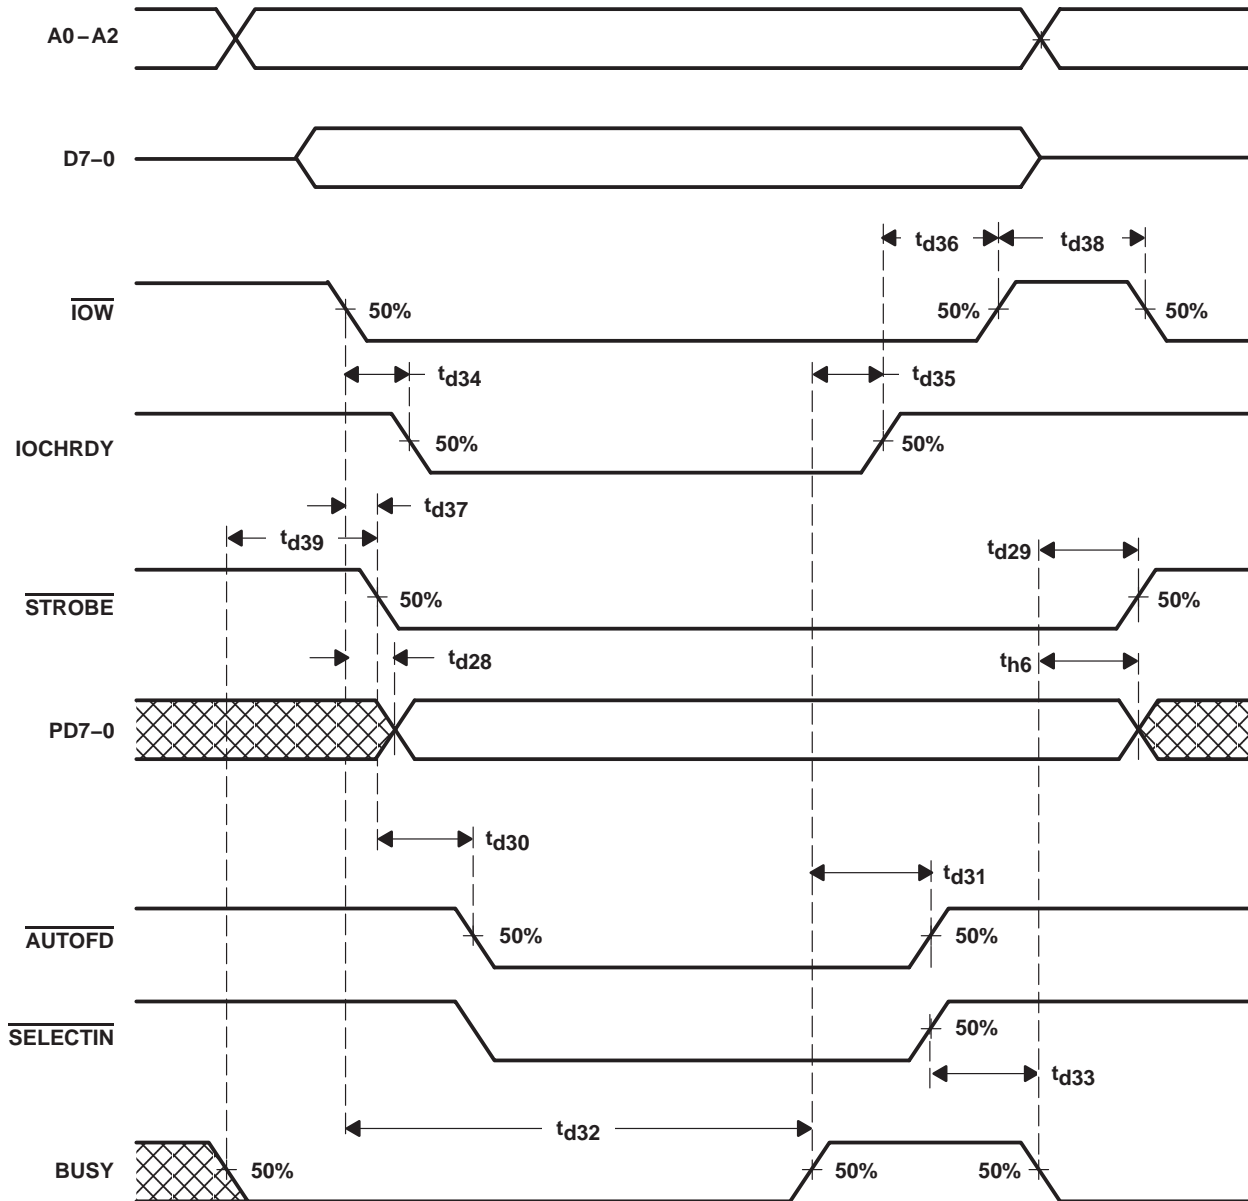 A0–A2
D7–0
td36
td38
IOW
50%
50%
50%
td34
td35
IOCHRDY
50%
50%
td37
td39
td29
STROBE
50%
50%
td28
th6
PD7–0
td30
td31
AUTOFD
50%
50%
SELECTIN
50%
td33
td32
BUSY
50%
50%
50%